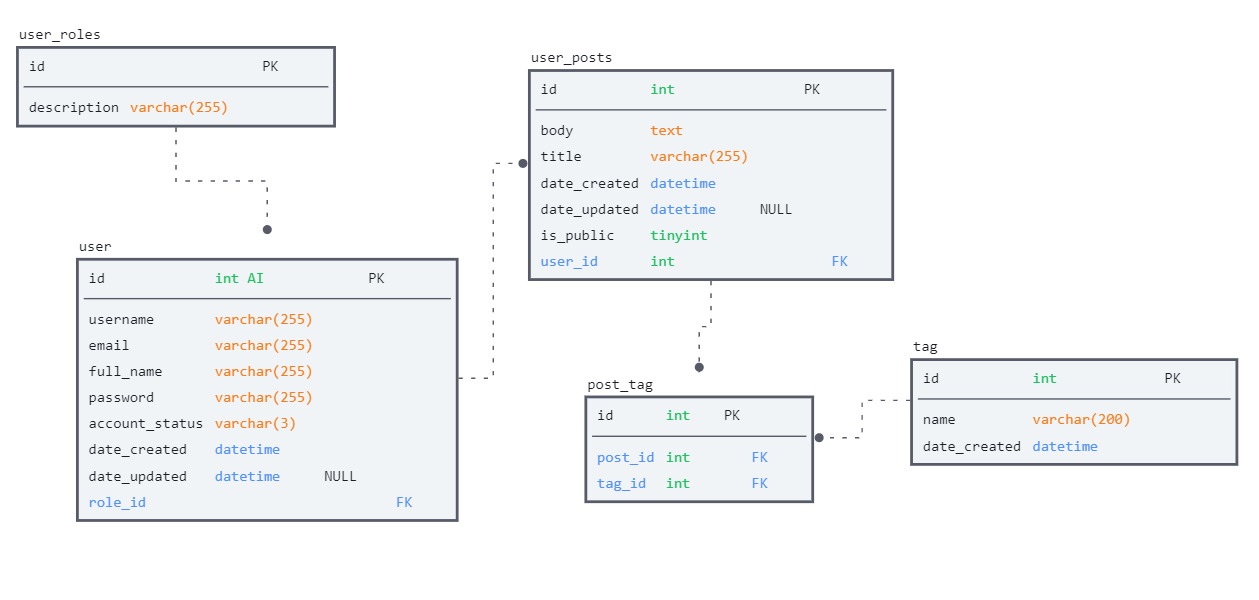 user_roles
id PK
description varchar(255)
user_posts
id int PK
body text
title varchar(255)
date_created datetime
date_updated datetime NULL
is_public tinyint
user_id int FK
user
id int AI PK
username varchar(255)
email varchar(255)
full_name varchar(255)
password varchar(255)
account_status varchar(3)
date_created datetime
date_updated datetime NULL
role_id FK
post_tag
id int PK
post_id int FK
tag_id int FK
tag
id int PK
name varchar(200)
date_created datetime